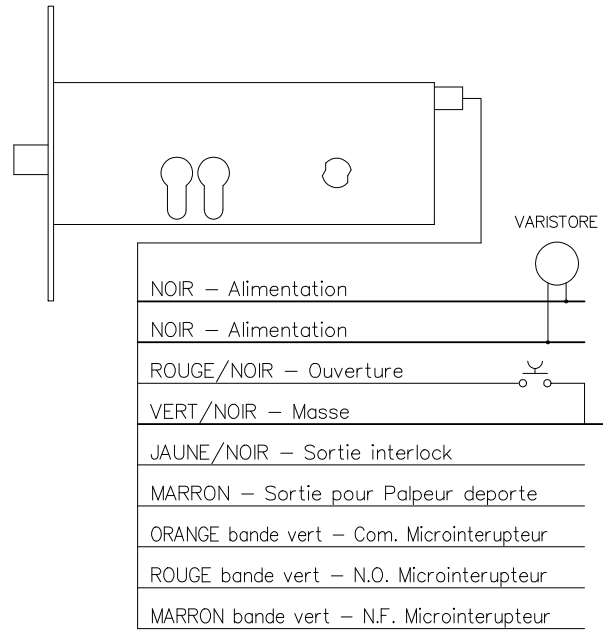 VARISTORE
NOIR – Alimentation
NOIR – Alimentation
ROUGE/NOIR – Ouverture
VERT/NOIR – Masse
JAUNE/NOIR – Sortie interlock
MARRON – Sortie pour Palpeur deporte
ORANGE bande vert – Com. Microinterupteur
ROUGE bande vert – N.O. Microinterupteur
MARRON bande vert – N.F. Microinterupteur